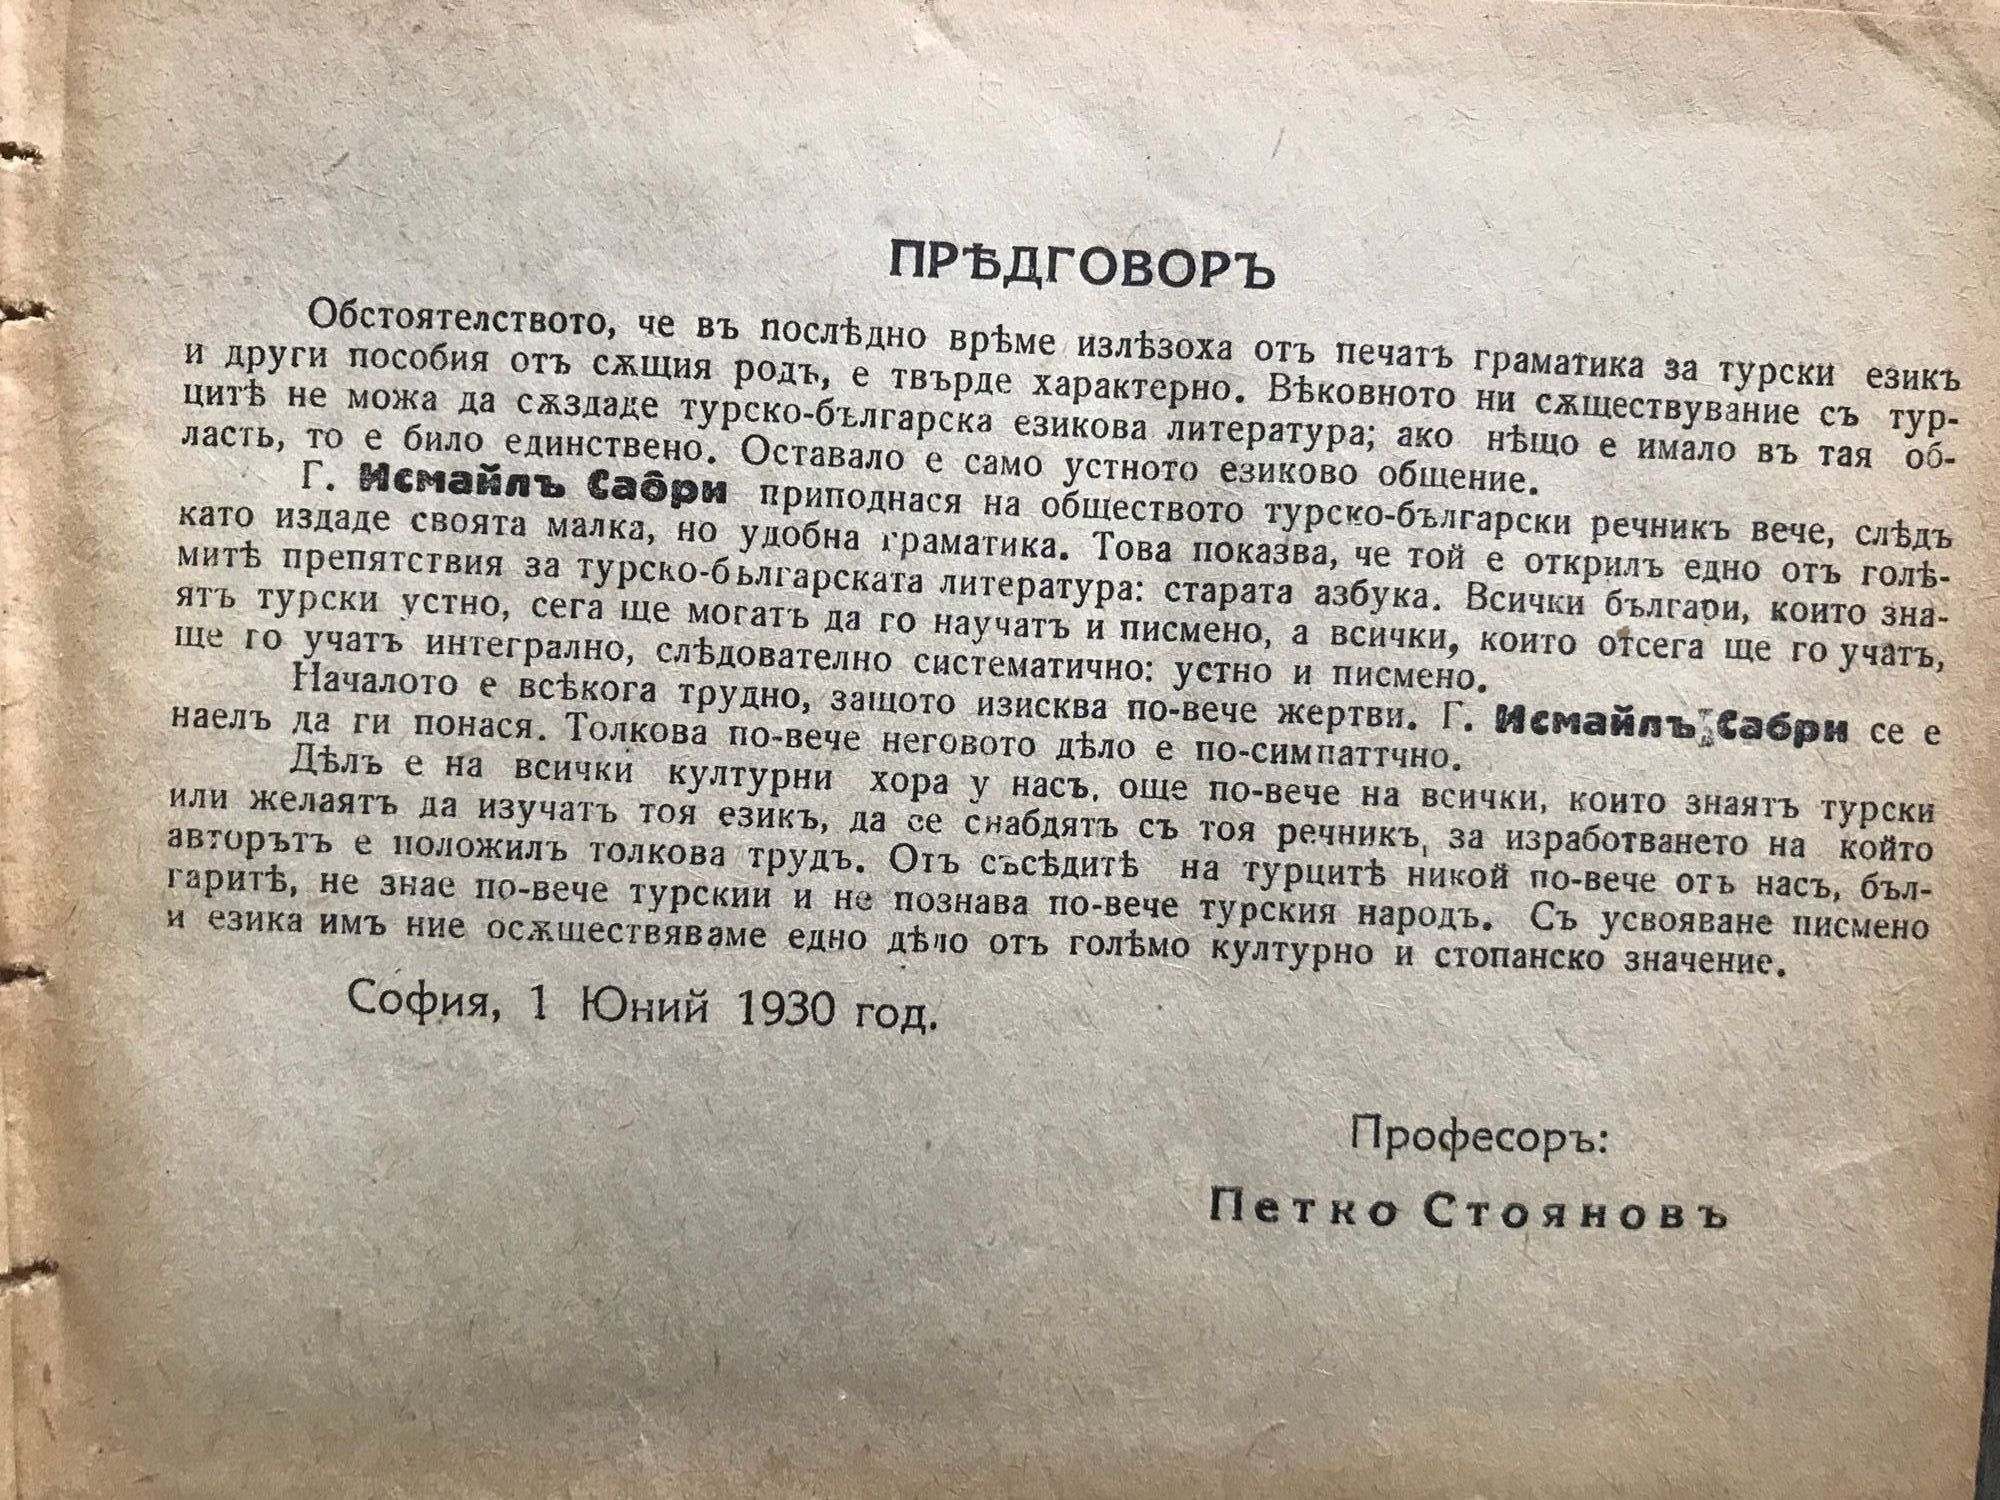 ПРѢДГОВОРЪ
Обстоятелството, че въ послѣдно врѣме излѣзоха отъ печатъ граматика за турски езикъ
и други пособия отъ сѫщия родъ, е твърде характерно. Вѣковното ни сѫществувание съ тур-
цитѣ не можа да сѫздаде турско-българска езикова литература; ако нѣщо е имало въ тая об-
ласть, то е било единствено. Оставало е само устното езиково общение.
Г. Исмаилъ Сабри приподнася на обществото турско-български речникъ вече, слѣдъ
като издаде своята малка, но удобна граматика. Това показва, че той е открилъ едно отъ голѣ-
митѣ препятствия за турско-българската литература: старата азбука. Всички българи, които зна-
ятъ турски устно, сега ще могатъ да го научатъ и писмено, а всички, които отсега ще го учатъ,
ще го учатъ интегрално, слѣдователно систематично: устно и писмено.
Началото е всѣкога трудно, защото изисква по-вече жертви. Г. Исмайлъ Сабри се е
наелъ да ги понася. Толкова по-вече неговото дѣло е по-симпаттчно.
Дѣлъ е на всички културни хора у насъ, още по-вече на всички, които знаятъ турски
или желаятъ да изучатъ тоя езикъ, да се снабдятъ съ тоя речникъ, за изработването на който
авторътъ е положилъ толкова трудъ. Отъ съсѣдитѣ на турцитѣ никой по-вече отъ насъ, бъл-
гаритѣ, не знае по-вече турскии и не познава по-вече турския народъ. Съ усвояване писмено
и езика имъ ние осѫществяваме едно дѣло отъ голѣмо културно и стопанско значение.
София, 1 Юний 1930 год.
Професоръ:
Петко Стояновъ